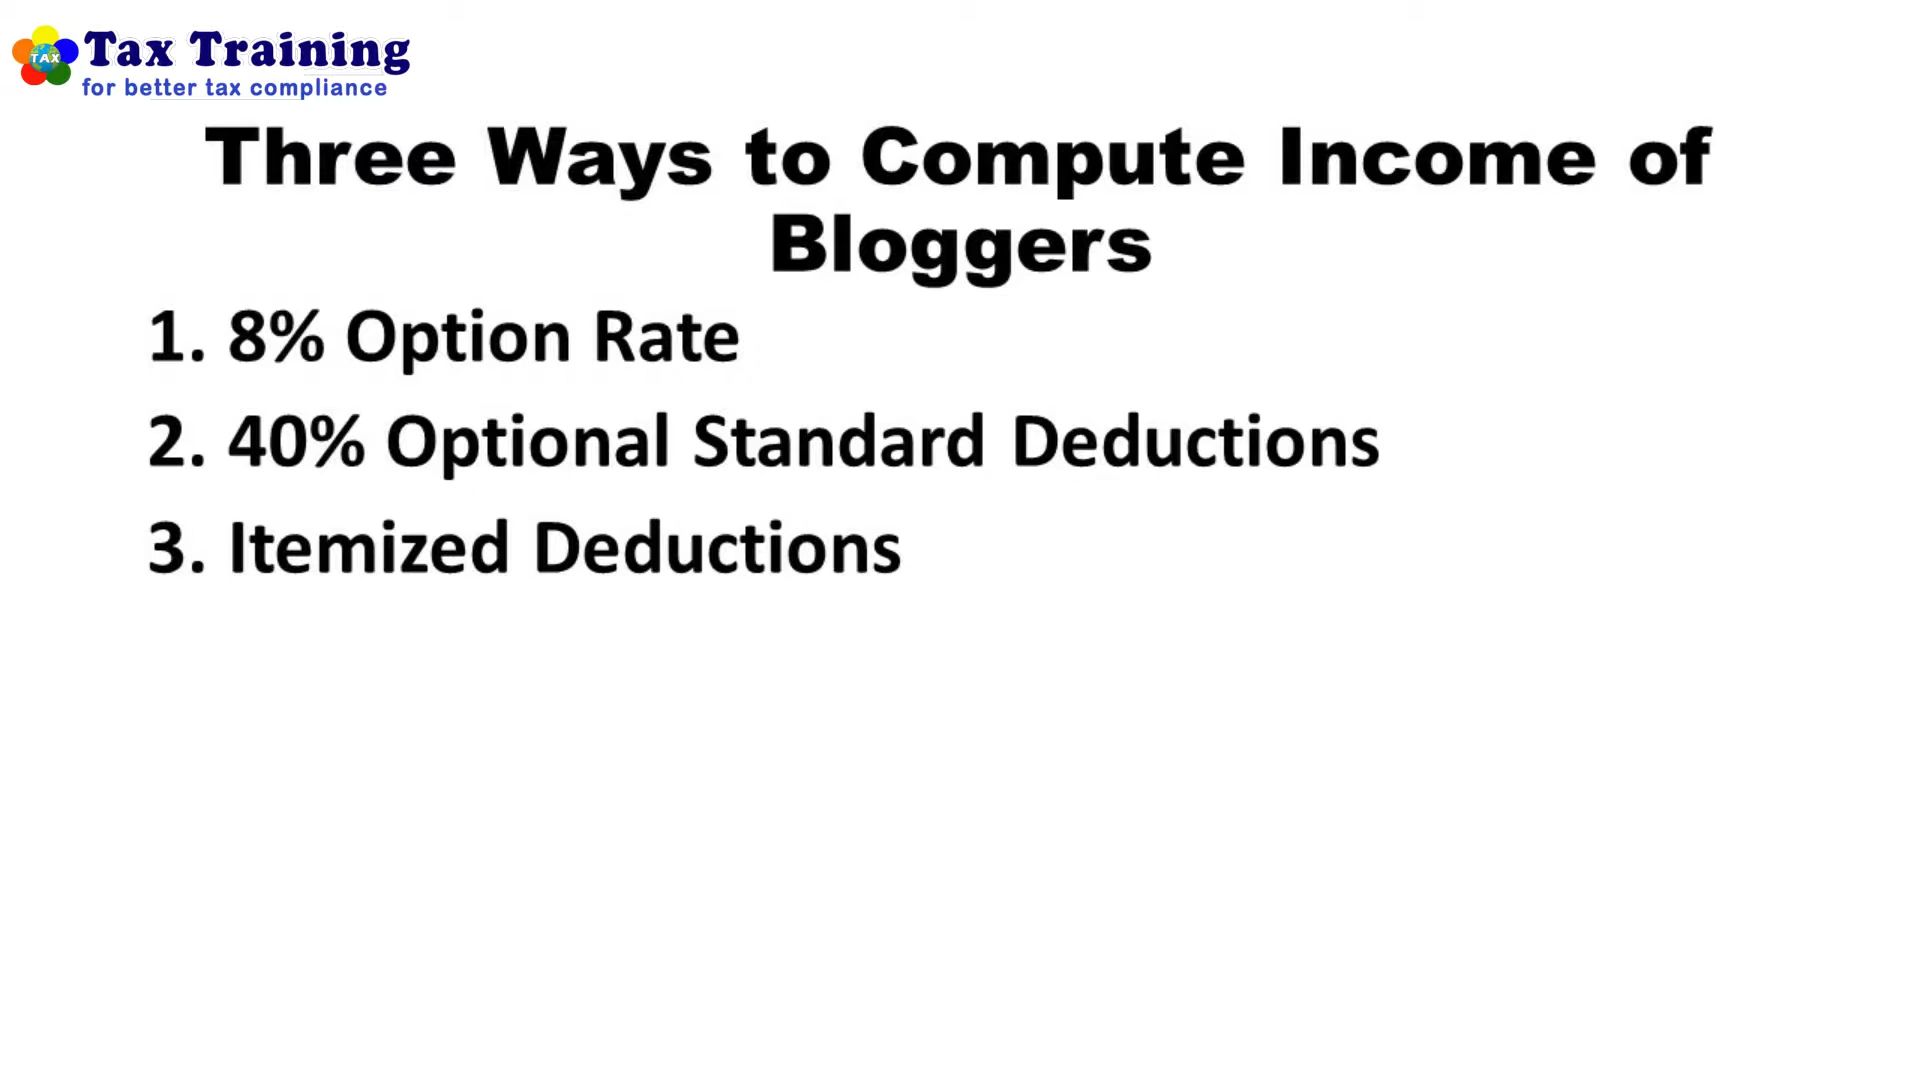 TAX
Tax Training
for better tax compliance
Three Ways to Compute Income of
Bloggers
1. 8% Option Rate
2. 40% Optional Standard Deductions
3. Itemized Deductions